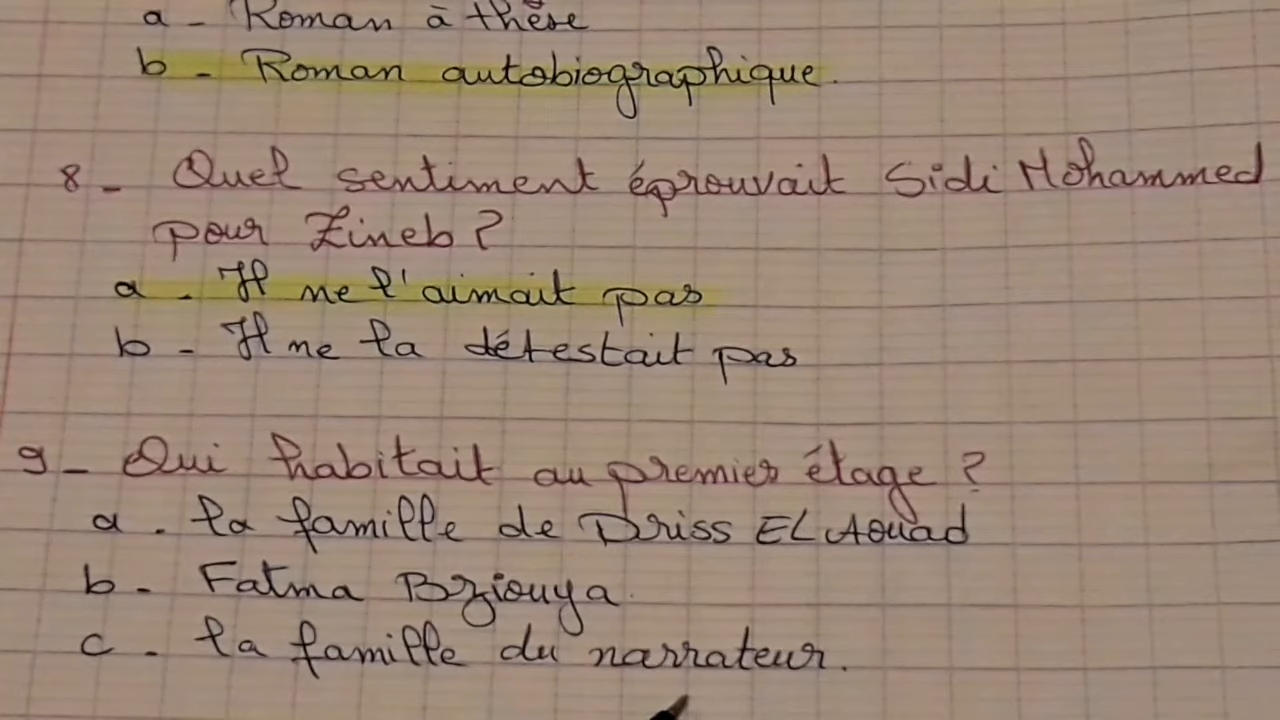 a - Roman à thèse
b - Roman autobiographique.
8 - Quel sentiment éprouvait Sidi Mohammed
pour Zineb ?
a . Il ne l'aimait pas
b - Il ne la détestait pas
9 - Qui habitait au premier étage ?
a . la famille de Driss EL Aouad
b - Fatma Bziouya.
c . la famille du narrateur.